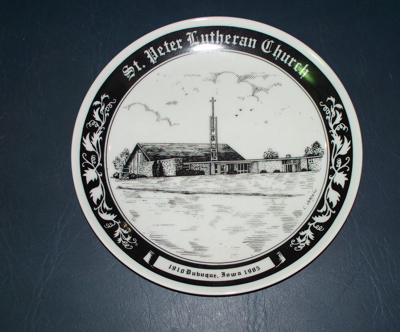 St. Peter Lutheran Church
1910 Dubuque, Iowa 1985